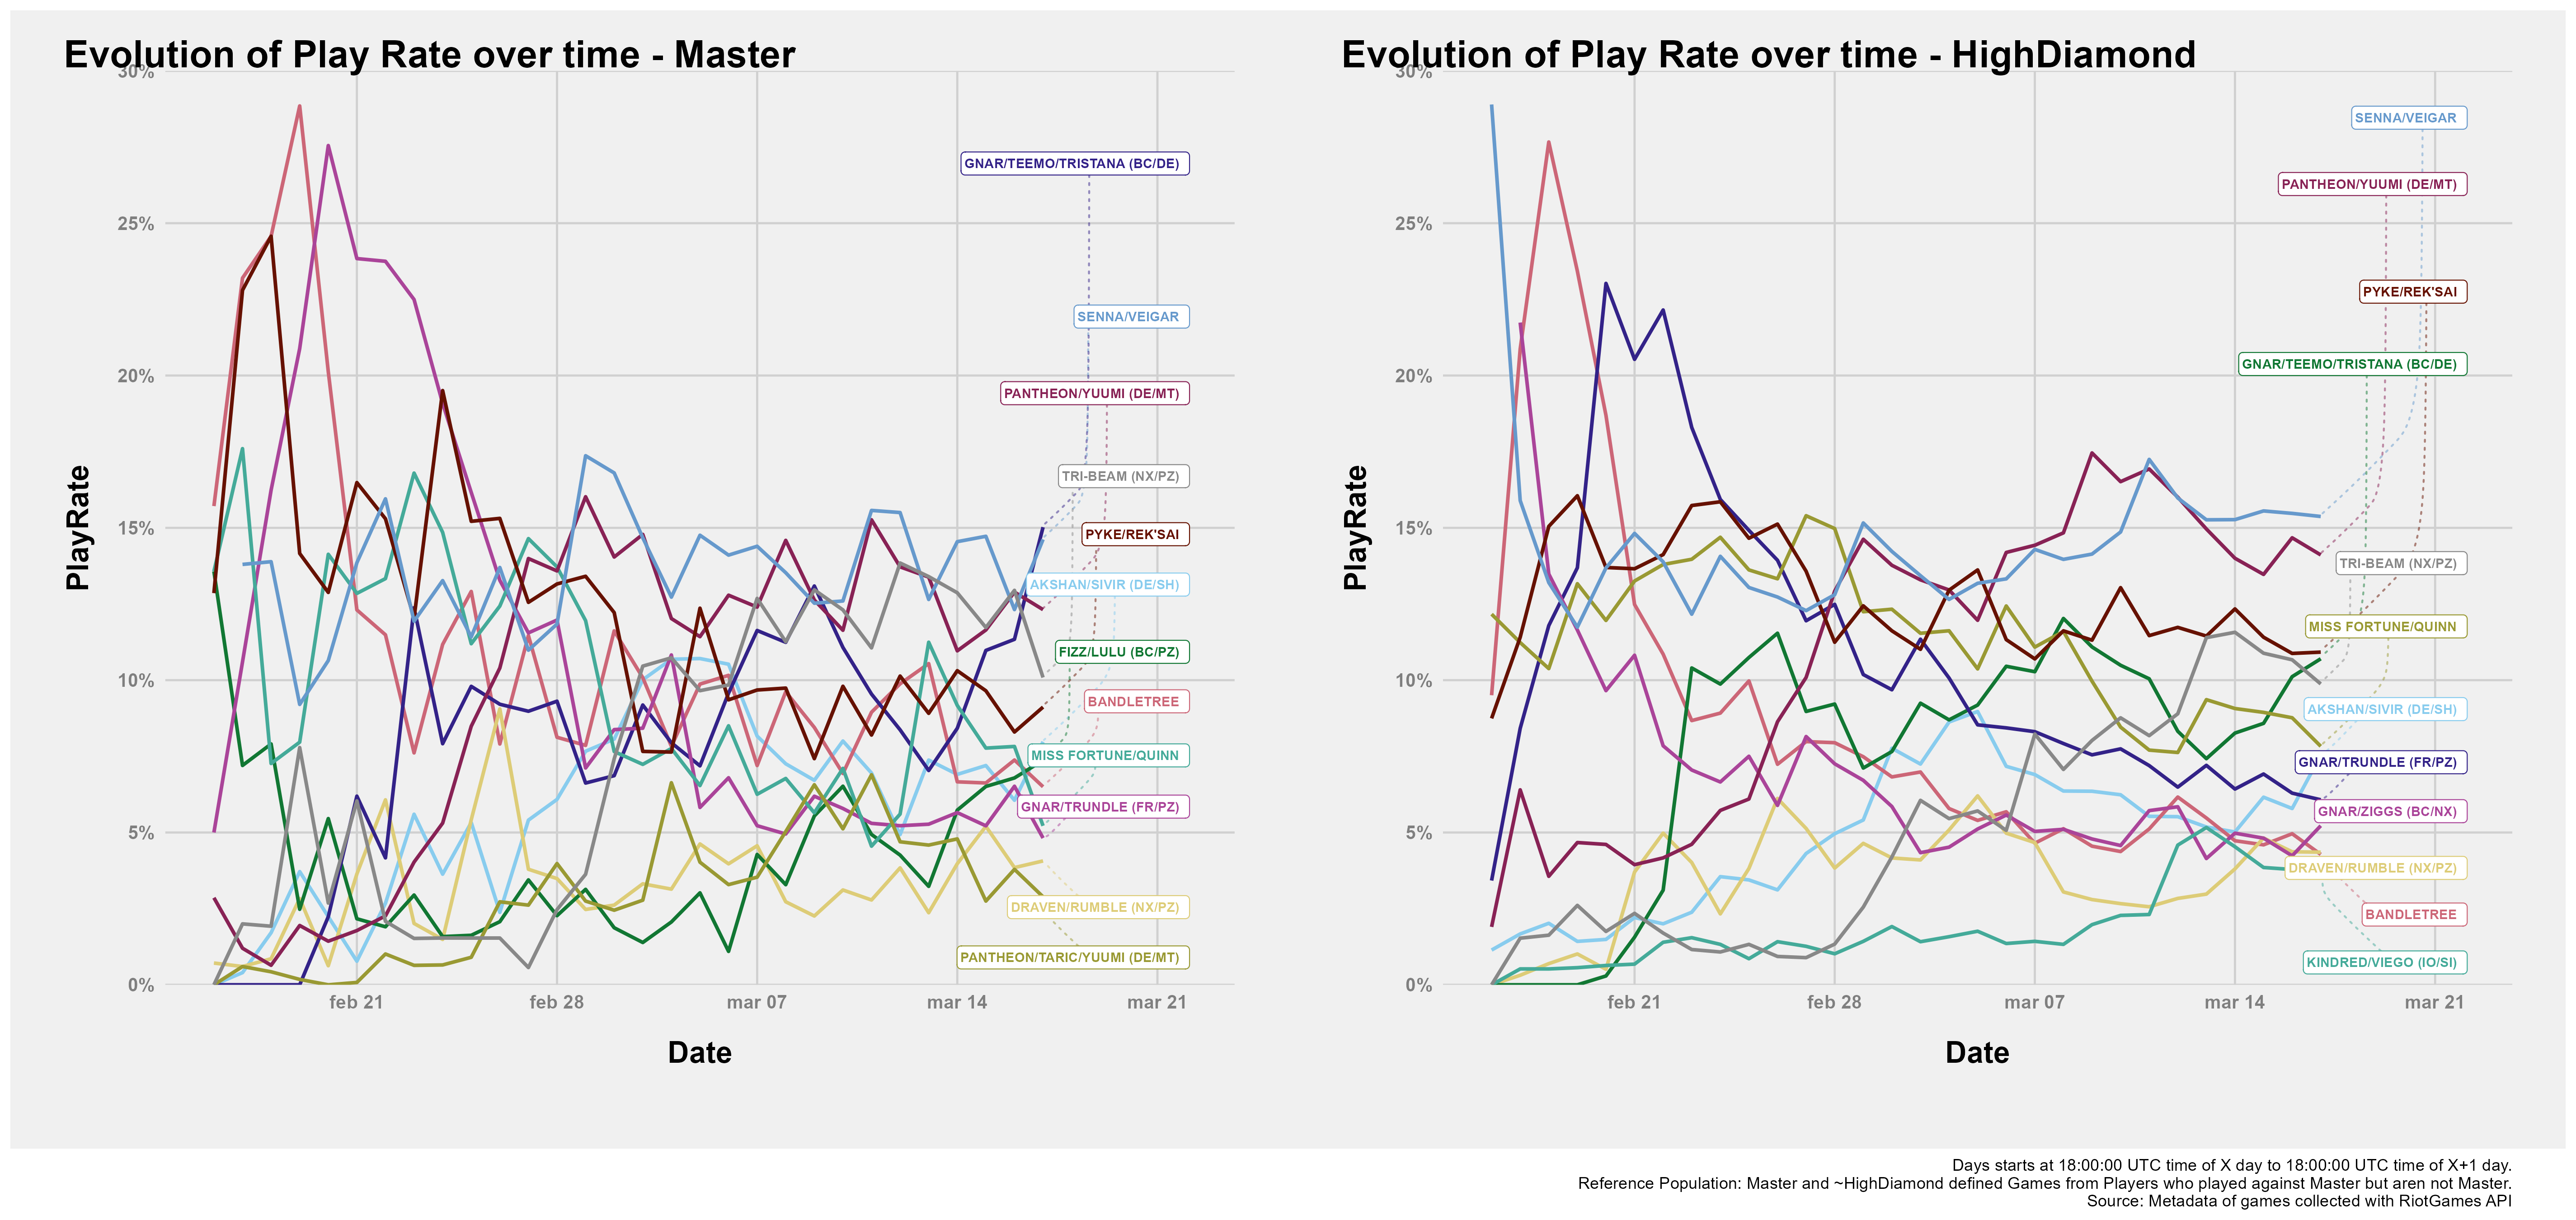 Evolution of Play Rate over time - Master
30%
25%
20%
15%
10%
5%
0%
PlayRate
GNAR/TEEMO/TRISTANA (BC/DE)
SENNA/VEIGAR
PANTHEON/YUUMI (DE/MT)
TRI-BEAM (NX/PZ)
PYKE/REK'SAI
AKSHAN/SIVIR (DE/SH)
FIZZ/LULU (BC/PZ)
BANDLETREE
MISS FORTUNE/QUINN
GNAR/TRUNDLE (FR/PZ)
DRAVEN/RUMBLE (NX/PZ)
PANTHEON/TARIC/YUUMI (DE/MT)
feb 21
feb 28
mar 07
mar 14
mar 21
Date
Evolution of Play Rate over time - HighDiamond
30%
25%
20%
15%
10%
5%
0%
PlayRate
SENNA/VEIGAR
PANTHEON/YUUMI (DE/MT)
PYKE/REK'SAI
GNAR/TEEMO/TRISTANA (BC/DE)
TRI-BEAM (NX/PZ)
MISS FORTUNE/QUINN
AKSHAN/SIVIR (DE/SH)
GNAR/TRUNDLE (FR/PZ)
GNAR/ZIGGS (BC/NX)
DRAVEN/RUMBLE (NX/PZ)
BANDLETREE
KINDRED/VIEGO (IO/SI)
feb 21
feb 28
mar 07
mar 14
mar 21
Date
Days starts at 18:00:00 UTC time of X day to 18:00:00 UTC time of X+1 day.
Reference Population: Master and ~HighDiamond defined Games from Players who played against Master but aren not Master.
Source: Metadata of games collected with RiotGames API